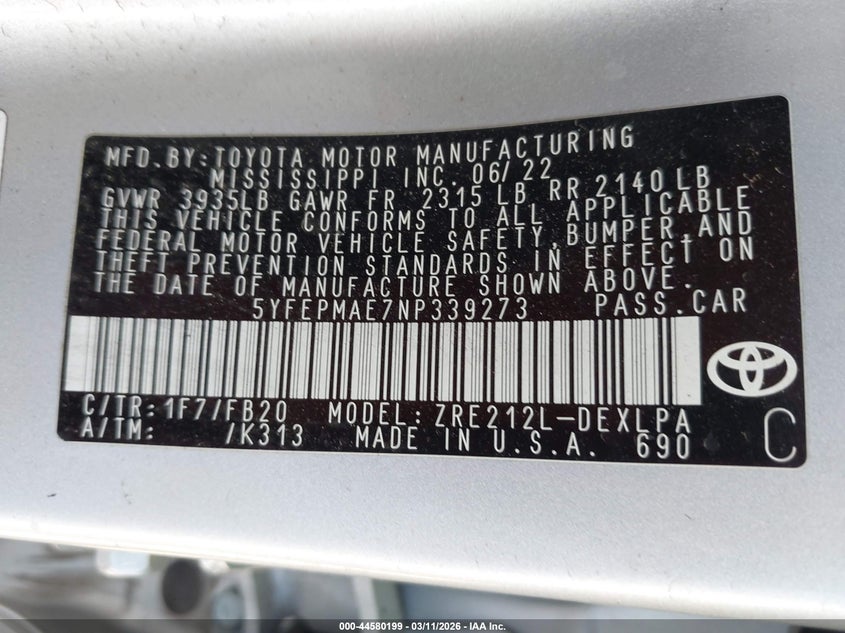 MFD. BY: TOYOTA MOTOR MANUFACTURING
MISSISSIPPI INC. 06/22
GVWR 3935LB GAWR FR 2315 LB RR 2140LB
THIS VEHICLE CONFORMS TO ALL APPLICABLE
FEDERAL MOTOR VEHICLE SAFETY,BUMPER,AND
THEFT PREVENTION STANDARDS IN EFFECT ON
THE DATE OF MANUFACTURE SHOWN ABOVE.
5YFEPMAE7NP339273 PASS.CAR
C/TR:1F7/FB20 MODEL:ZRE212L-DEXLPA
A/TM: /K313 MADE IN U.S.A. 690
C
000-44580199 - 03/11/2026 - IAA Inc.